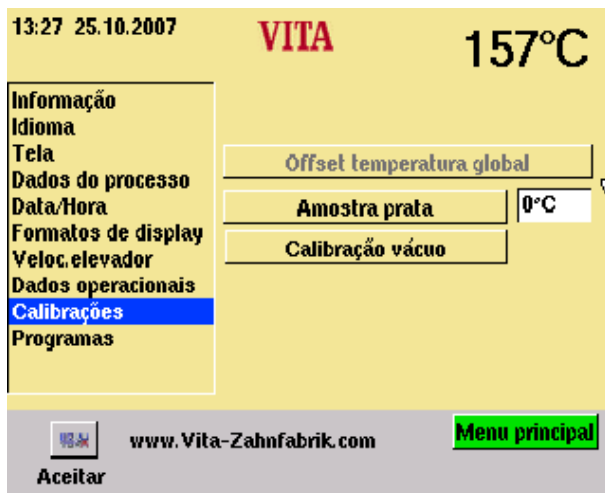 13:27 25.10.2007
VITA
157°C
Informação
Idioma
Tela
Dados do processo
Data/Hora
Formatos de display
Veloc.elevador
Dados operacionais
Calibrações
Programas
Offset temperatura global
Amostra prata
0°C
Calibração vácuo
www.Vita-Zahnfabrik.com
Menu principal
Aceitar